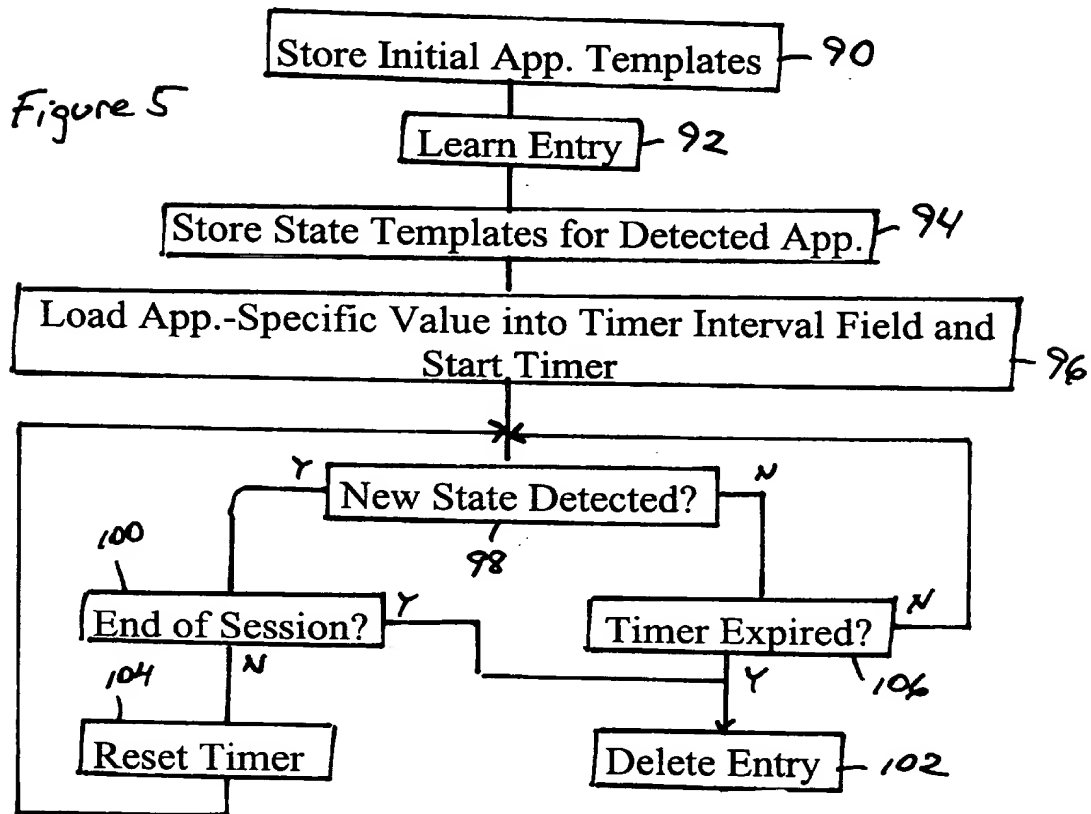 Store Initial App. Templates 90
Figure 5
Learn Entry 92
Store State Templates for Detected App. 94
Load App.-Specific Value into Timer Interval Field and
Start Timer
96
Y New State Detected? N
98
100
End of Session? Y
N
Timer Expired? N
Y
106
104
Reset Timer
Delete Entry 102